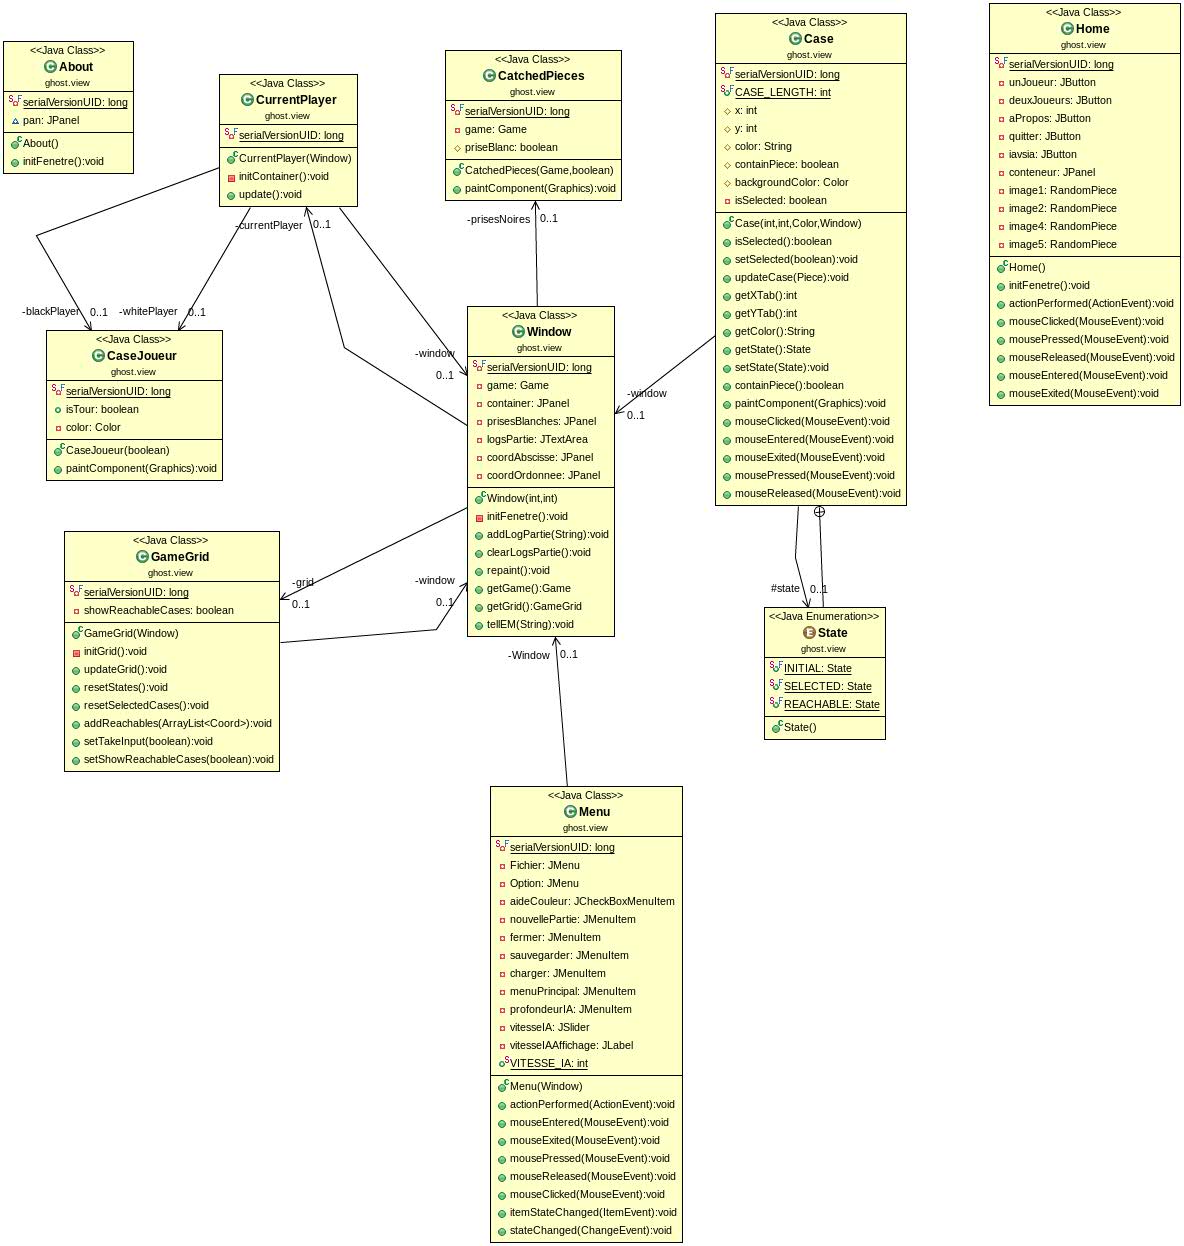 <<Java Class>>
About
ghost.view
serialVersionUID: long
pan: JPanel
About()
initFenetre():void
<<Java Class>>
CurrentPlayer
ghost.view
serialVersionUID: long
CurrentPlayer(Window)
initContainer():void
update():void
<<Java Class>>
CatchedPieces
ghost.view
serialVersionUID: long
game: Game
priseBlanc: boolean
CatchedPieces(Game,boolean)
paintComponent(Graphics):void
<<Java Class>>
Case
ghost.view
serialVersionUID: long
CASE_LENGTH: int
x: int
y: int
color: String
containPiece: boolean
backgroundColor: Color
isSelected: boolean
Case(int,int,Color,Window)
isSelected():boolean
setSelected(boolean):void
updateCase(Piece):void
getXTab():int
getYTab():int
getColor():String
getState():State
setState(State):void
containPiece():boolean
paintComponent(Graphics):void
mouseClicked(MouseEvent):void
mouseEntered(MouseEvent):void
mouseExited(MouseEvent):void
mousePressed(MouseEvent):void
mouseReleased(MouseEvent):void
<<Java Class>>
Home
ghost.view
serialVersionUID: long
unJoueur: JButton
deuxJoueurs: JButton
aPropos: JButton
quitter: JButton
iavsia: JButton
conteneur: JPanel
image1: RandomPiece
image2: RandomPiece
image4: RandomPiece
image5: RandomPiece
Home()
initFenetre():void
actionPerformed(ActionEvent):void
mouseClicked(MouseEvent):void
mousePressed(MouseEvent):void
mouseReleased(MouseEvent):void
mouseEntered(MouseEvent):void
mouseExited(MouseEvent):void
-currentPlayer 0..1
-prisesNoires 0..1
-blackPlayer 0..1
-whitePlayer 0..1
<<Java Class>>
CaseJoueur
ghost.view
serialVersionUID: long
isTour: boolean
color: Color
CaseJoueur(boolean)
paintComponent(Graphics):void
-window
0..1
<<Java Class>>
Window
ghost.view
serialVersionUID: long
game: Game
container: JPanel
prisesBlanches: JPanel
logsPartie: JTextArea
coordAbscisse: JPanel
coordOrdonnee: JPanel
Window(int,int)
initFenetre():void
addLogPartie(String):void
clearLogsPartie():void
repaint():void
getGame():Game
getGrid():GameGrid
tellEM(String):void
-window
0..1
<<Java Class>>
GameGrid
ghost.view
serialVersionUID: long
showReachableCases: boolean
GameGrid(Window)
initGrid():void
updateGrid():void
resetStates():void
resetSelectedCases():void
addReachables(ArrayList<Coord>):void
setTakeInput(boolean):void
setShowReachableCases(boolean):void
-grid
0..1
-window
0..1
#state 0..1
<<Java Enumeration>>
State
ghost.view
INITIAL: State
SELECTED: State
REACHABLE: State
State()
-Window 0..1
<<Java Class>>
Menu
ghost.view
serialVersionUID: long
Fichier: JMenu
Option: JMenu
aideCouleur: JCheckBoxMenuItem
nouvellePartie: JMenuItem
fermer: JMenuItem
sauvegarder: JMenuItem
charger: JMenuItem
menuPrincipal: JMenuItem
profondeurIA: JMenuItem
vitesseIA: JSlider
vitesseIAAffichage: JLabel
VITESSE_IA: int
Menu(Window)
actionPerformed(ActionEvent):void
mouseEntered(MouseEvent):void
mouseExited(MouseEvent):void
mousePressed(MouseEvent):void
mouseReleased(MouseEvent):void
mouseClicked(MouseEvent):void
itemStateChanged(ItemEvent):void
stateChanged(ChangeEvent):void